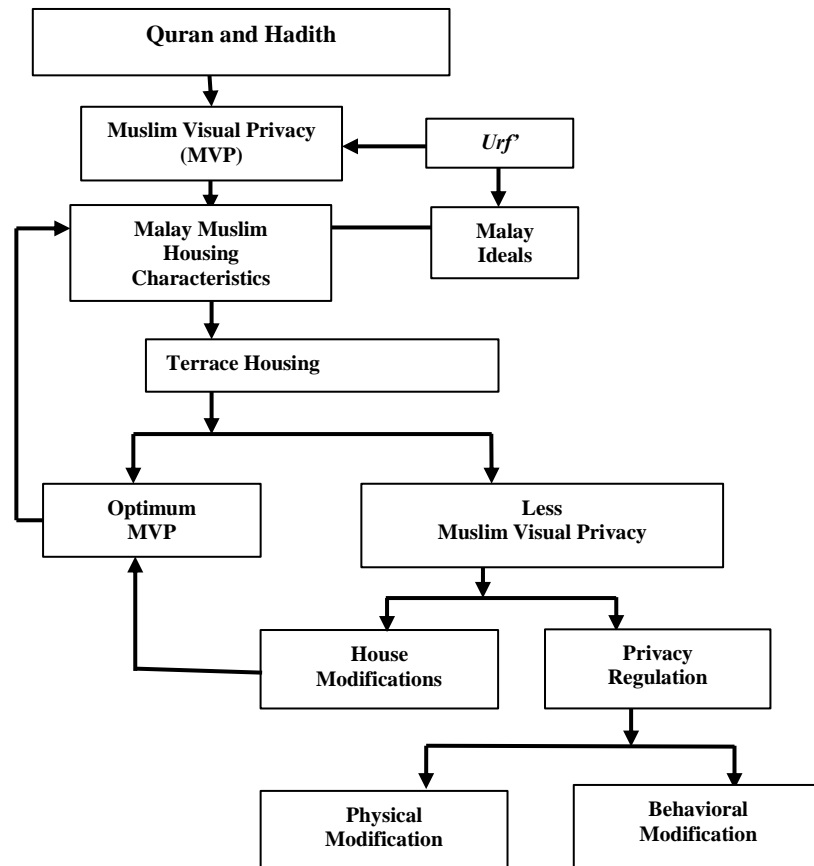 Quran and Hadith
Muslim Visual Privacy
(MVP)
Urf’
Malay Muslim
Housing
Characteristics
Malay
Ideals
Terrace Housing
Optimum
MVP
Less
Muslim Visual Privacy
House
Modifications
Privacy
Regulation
Physical
Modification
Behavioral
Modification